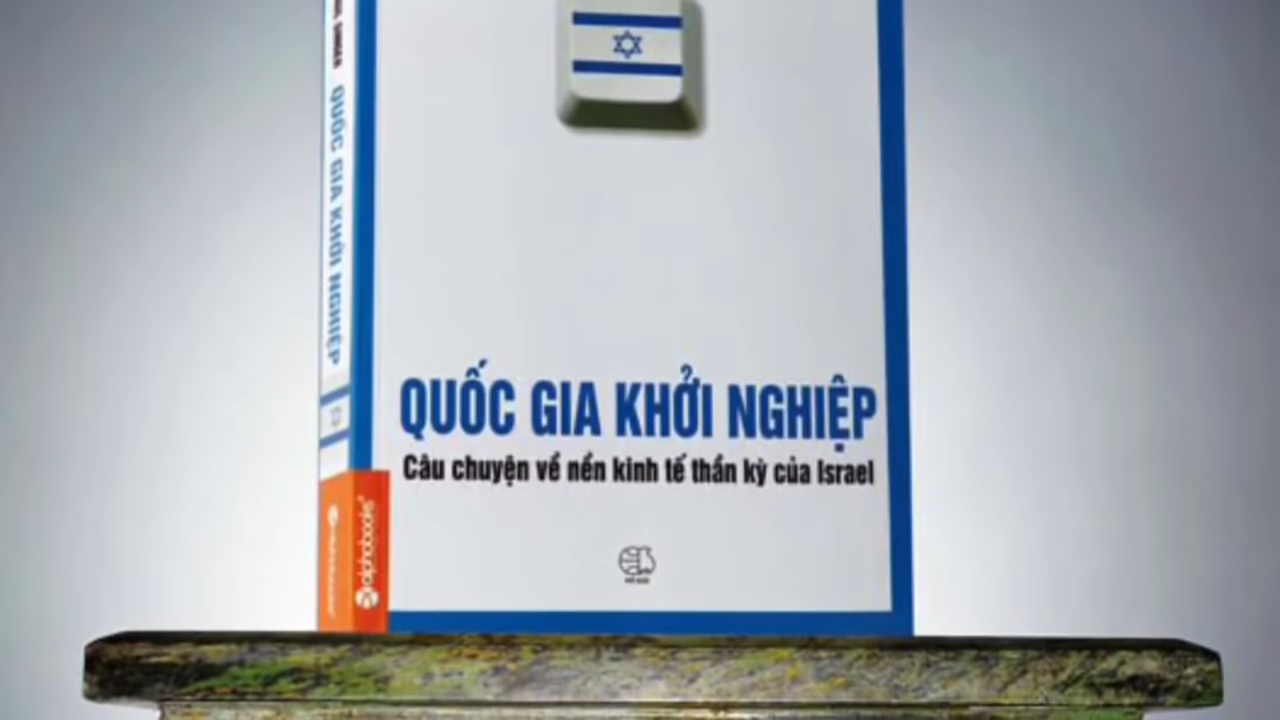 QUỐC GIA KHỞI NGHIỆP
QUỐC GIA KHỞI NGHIỆP
Câu chuyện về nền kinh tế thần kỳ của Israel
alphabooks